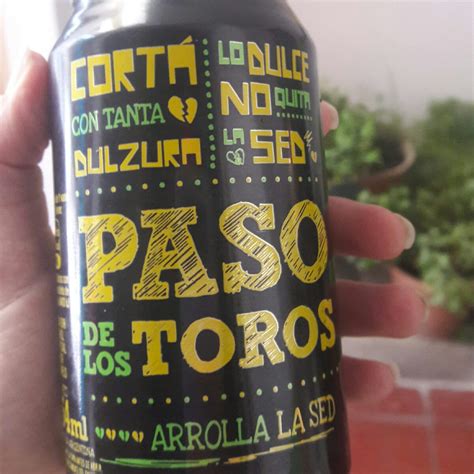 CORTÁ
CON TANTA
DULZURA
LO DULCE
NO QUITA
LA SED
PASO
DE LOS TOROS
ARROLLA LA SED